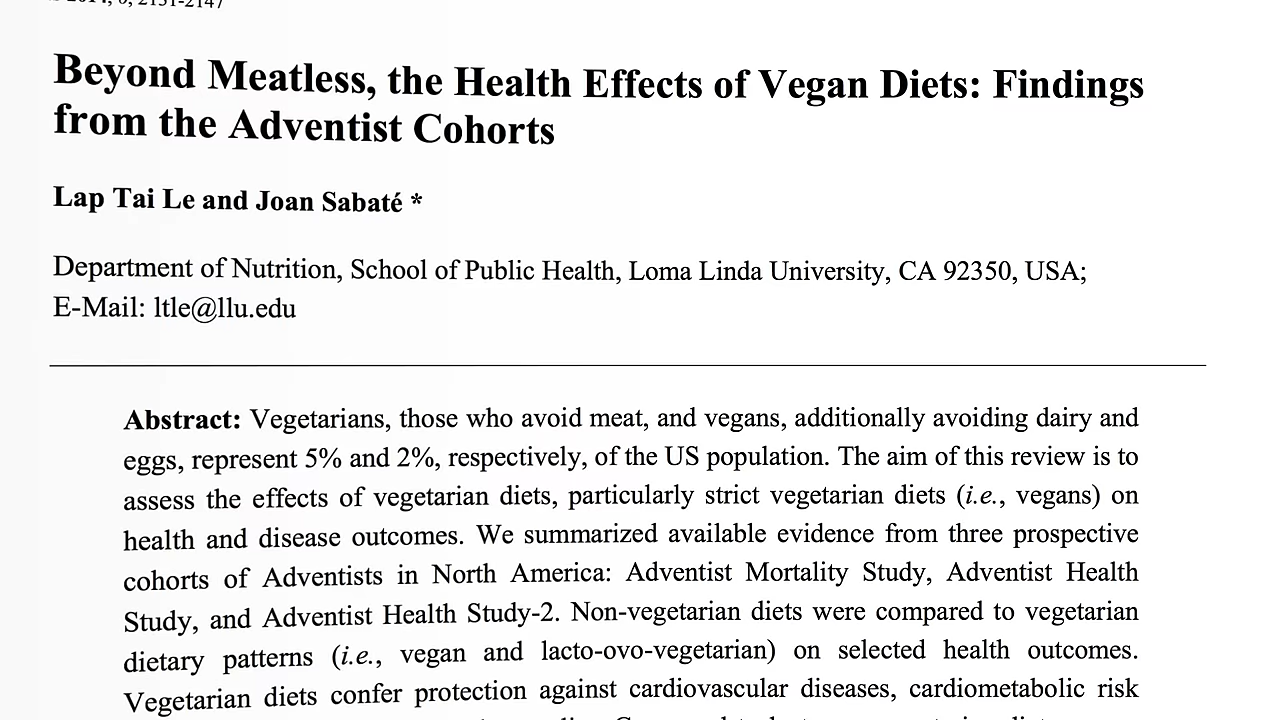 2014, 6, 2131-2147
Beyond Meatless, the Health Effects of Vegan Diets: Findings
from the Adventist Cohorts
Lap Tai Le and Joan Sabaté *
Department of Nutrition, School of Public Health, Loma Linda University, CA 92350, USA;
E-Mail: ltle@llu.edu
Abstract: Vegetarians, those who avoid meat, and vegans, additionally avoiding dairy and
eggs, represent 5% and 2%, respectively, of the US population. The aim of this review is to
assess the effects of vegetarian diets, particularly strict vegetarian diets (i.e., vegans) on
health and disease outcomes. We summarized available evidence from three prospective
cohorts of Adventists in North America: Adventist Mortality Study, Adventist Health
Study, and Adventist Health Study-2. Non-vegetarian diets were compared to vegetarian
dietary patterns (i.e., vegan and lacto-ovo-vegetarian) on selected health outcomes.
Vegetarian diets confer protection against cardiovascular diseases, cardiometabolic risk